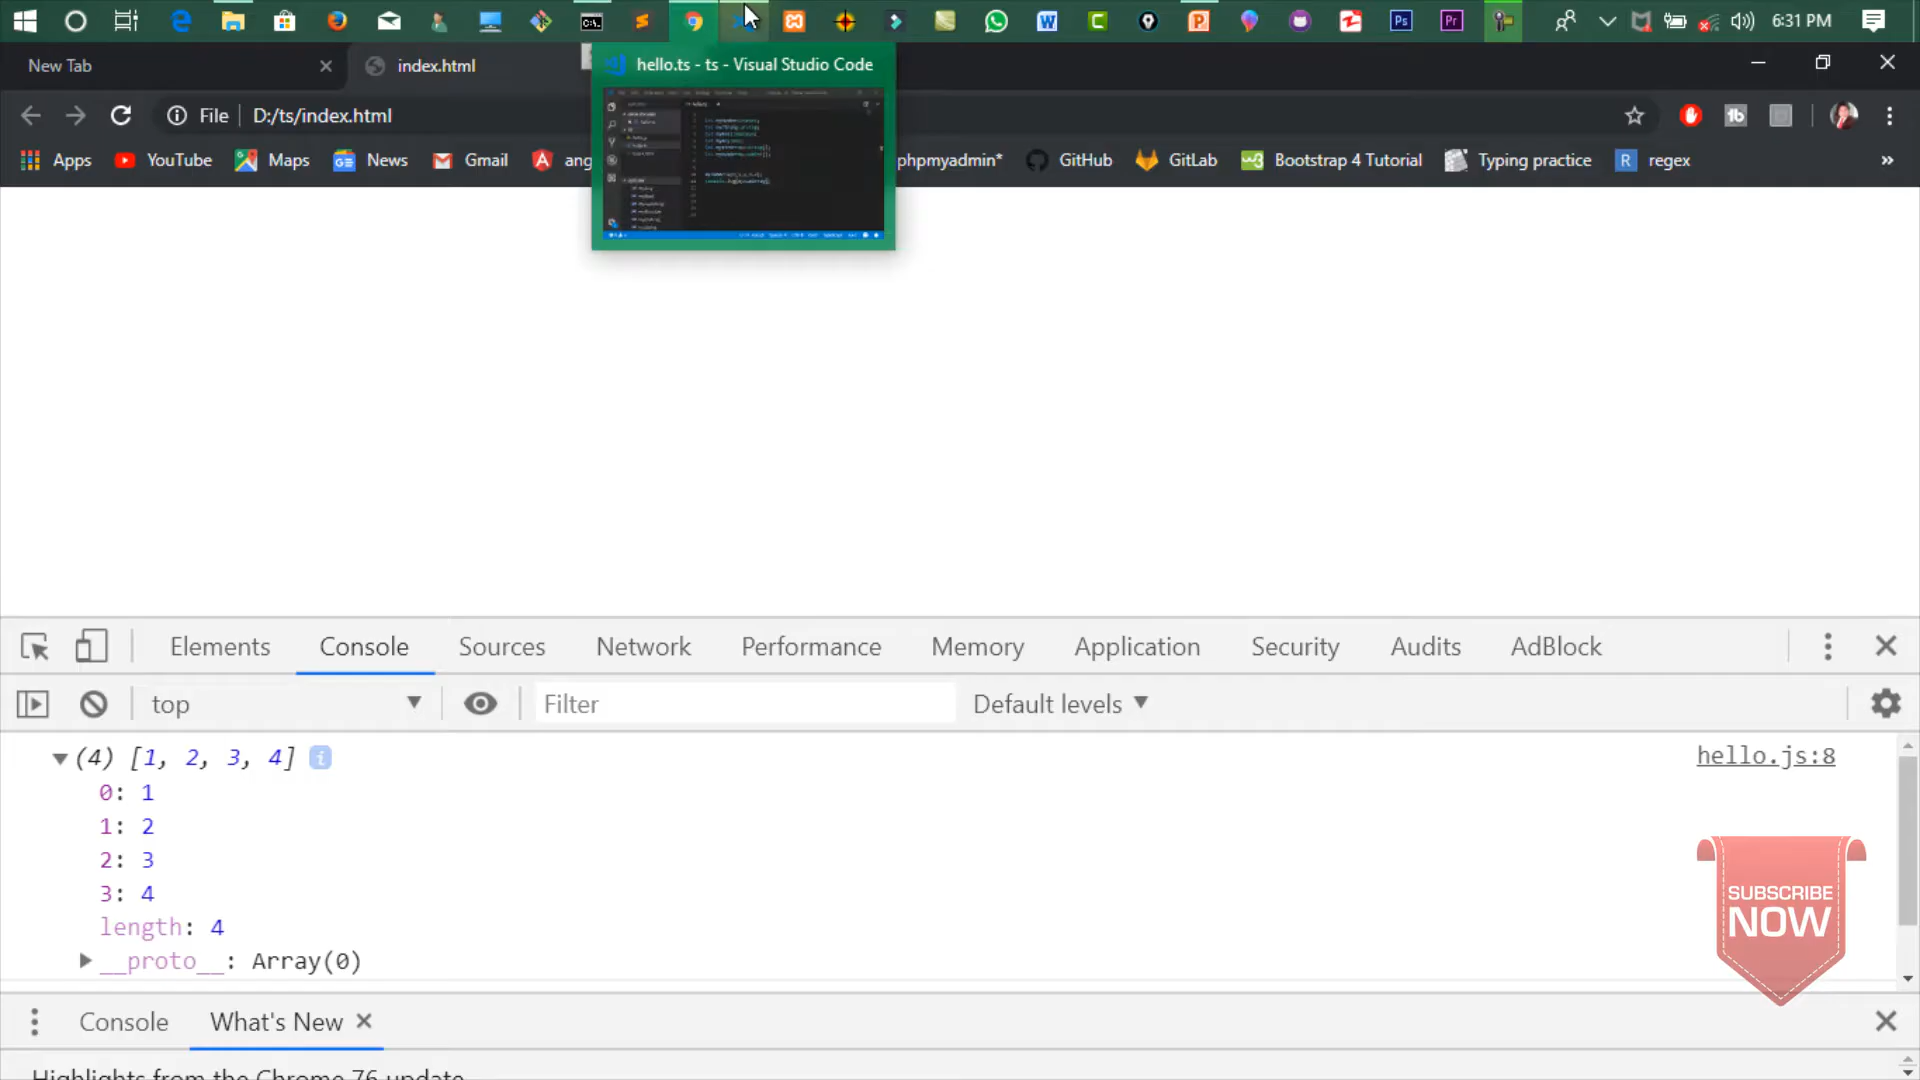 6:31 PM
New Tab
index.html
hello.ts - ts - Visual Studio Code
File
D:/ts/index.html
Apps
YouTube
Maps
News
Gmail
ang
phpmyadmin*
GitHub
GitLab
Bootstrap 4 Tutorial
Typing practice
regex
»
Elements
Console
Sources
Network
Performance
Memory
Application
Security
Audits
AdBlock
top
Filter
Default levels
(4) [1, 2, 3, 4]
hello.js:8
0: 1
1: 2
2: 3
3: 4
length: 4
__proto__: Array(0)
SUBSCRIBE
NOW
Console
What's New
Highlights from the Chrome 76 update